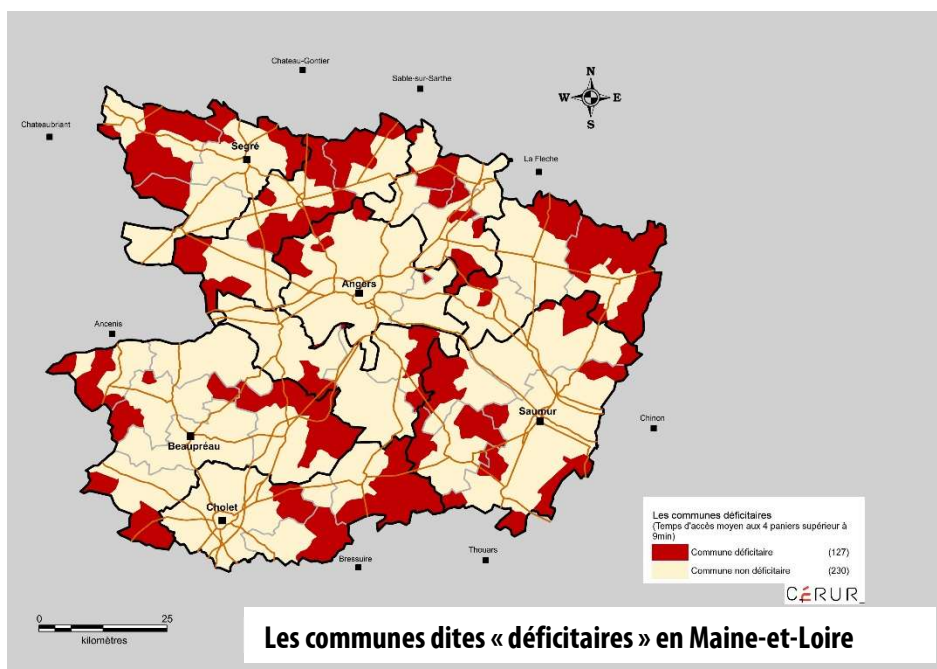 Chateau-Gontier
Sable-sur-Sarthe
N
W E
S
Chateaubriant
Segré
La Fleche
Angers
Ancenis
Saumur
Chinon
Beaupréau
Cholet
Bressuire
Thouars
Les communes déficitaires
(Temps d'accès moyen aux 4 paniers supérieur à
9min)
Commune déficitaire (127)
Commune non déficitaire (230)
CÉRUR_
0 25
kilomètres
Les communes dites « déficitaires » en Maine-et-Loire